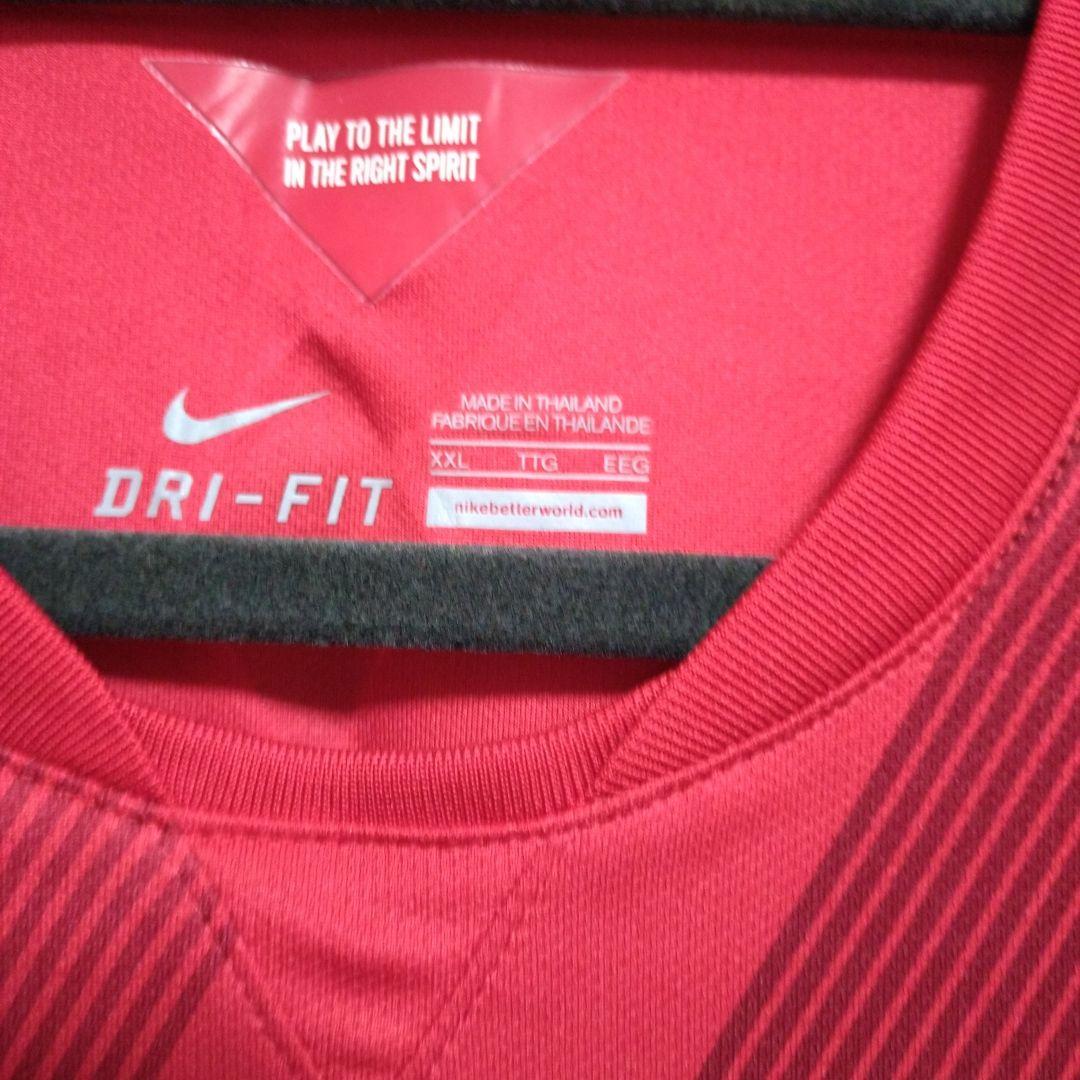 PLAY TO THE LIMIT
IN THE RIGHT SPIRIT
MADE IN THAILAND
FABRIQUE EN THAÏLANDE
XXL TTG EEG
DRI-FIT
nikebetterworld.com